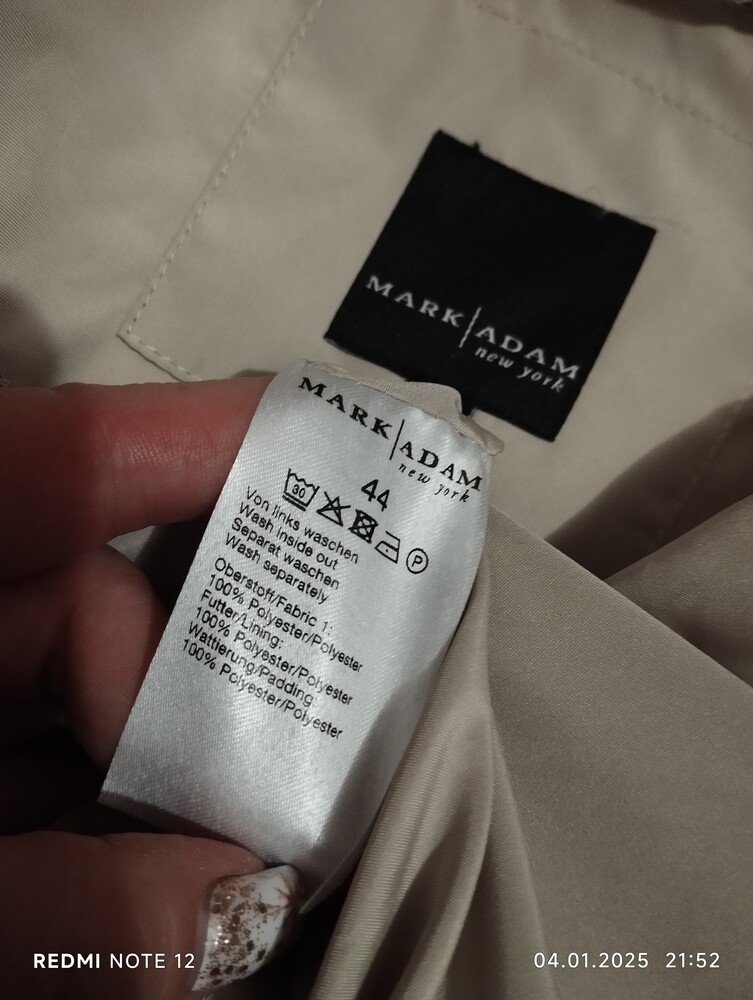 MARK ADAM
new york
MARK ADAM
new york
44
30 P
Von links waschen
Wash inside out
Separat waschen
Wash separately
Oberstoff/Fabric 1:
100% Polyester/Polyester
Futter/Lining:
100% Polyester/Polyester
Wattierung/Padding:
100% Polyester/Polyester
REDMI NOTE 12
04.01.2025 21:52